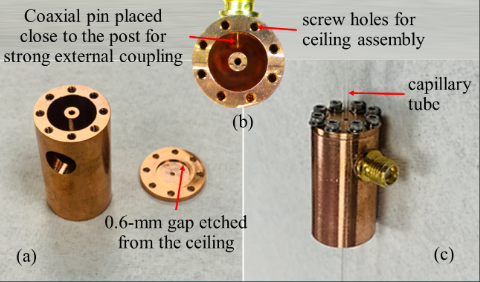 Coaxial pin placed
close to the post for
strong external coupling
screw holes for
ceiling assembly
(b)
capillary
tube
0.6-mm gap etched
from the ceiling
(a)
(c)